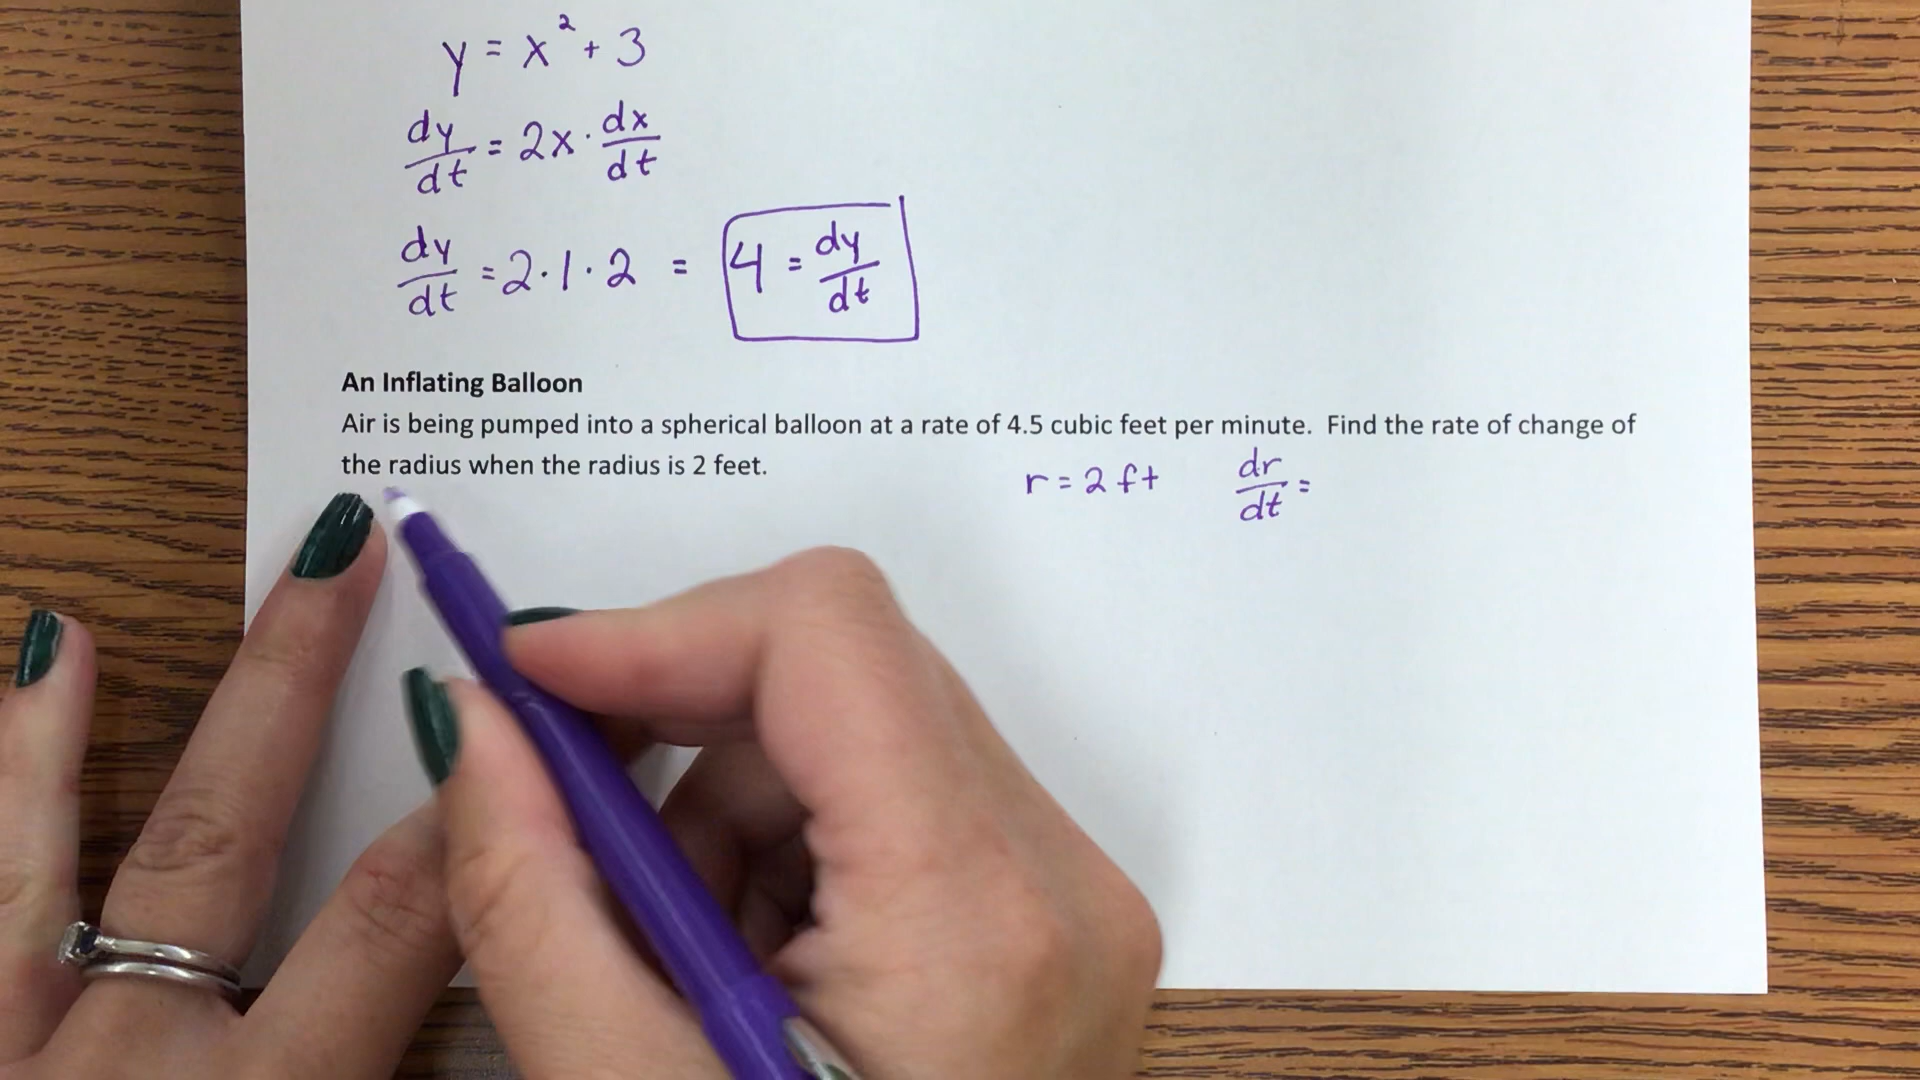 y = x² + 3
dy/dt = 2x · dx/dt
dy/dt = 2 · 1 · 2 = 4 = dy/dt
An Inflating Balloon
Air is being pumped into a spherical balloon at a rate of 4.5 cubic feet per minute. Find the rate of change of
the radius when the radius is 2 feet.
r = 2 ft dr/dt =